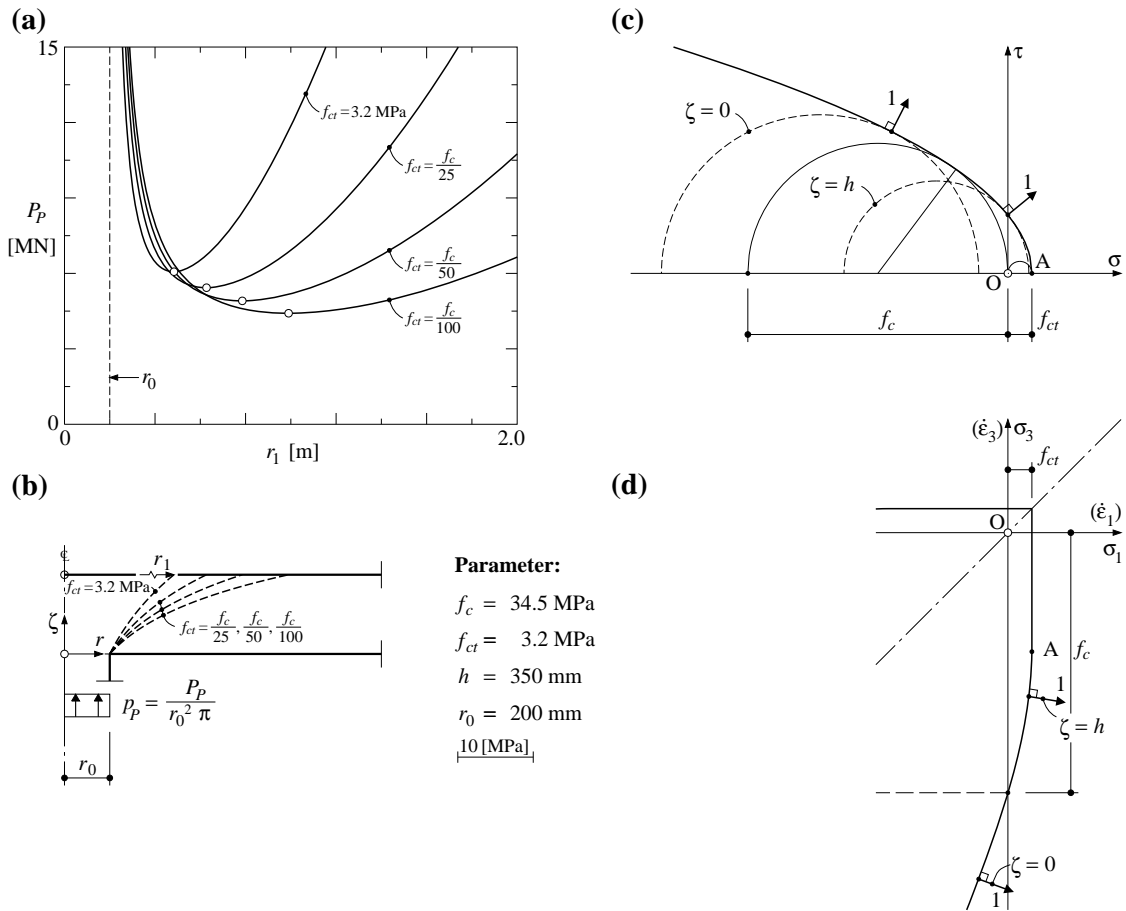 (a)
15
P_P
[MN]
0
r_0
f_ct = 3.2 MPa
f_ct = f_c / 25
f_ct = f_c / 50
f_ct = f_c / 100
0
r_1 [m]
2.0
(b)
℄
r_1
f_ct = 3.2 MPa
ζ
r
f_ct = f_c / 25 , f_c / 50 , f_c / 100
p_P = P_P / r_0² π
r_0
Parameter:
f_c = 34.5 MPa
f_ct = 3.2 MPa
h = 350 mm
r_0 = 200 mm
10 [MPa]
(c)
τ
1
ζ = 0
1
ζ = h
O
A
σ
f_c
f_ct
(d)
(ε̇_3) σ_3
f_ct
O
(ε̇_1)
σ_1
A
f_c
1
ζ = h
ζ = 0
1